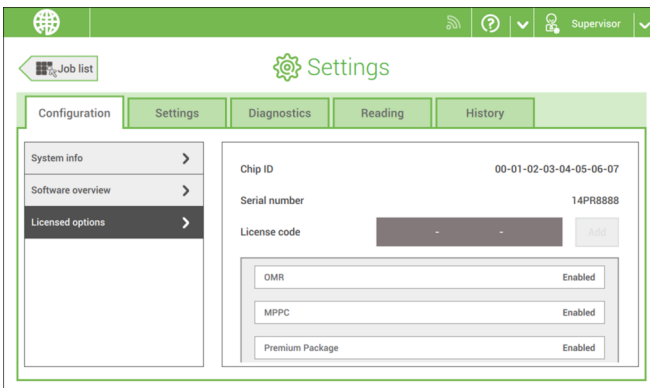 Supervisor
Job list
Settings
Configuration Settings Diagnostics Reading History
System info
Software overview
Licensed options
Chip ID 00-01-02-03-04-05-06-07
Serial number 14PR8888
License code - - Add
OMR Enabled
MPPC Enabled
Premium Package Enabled